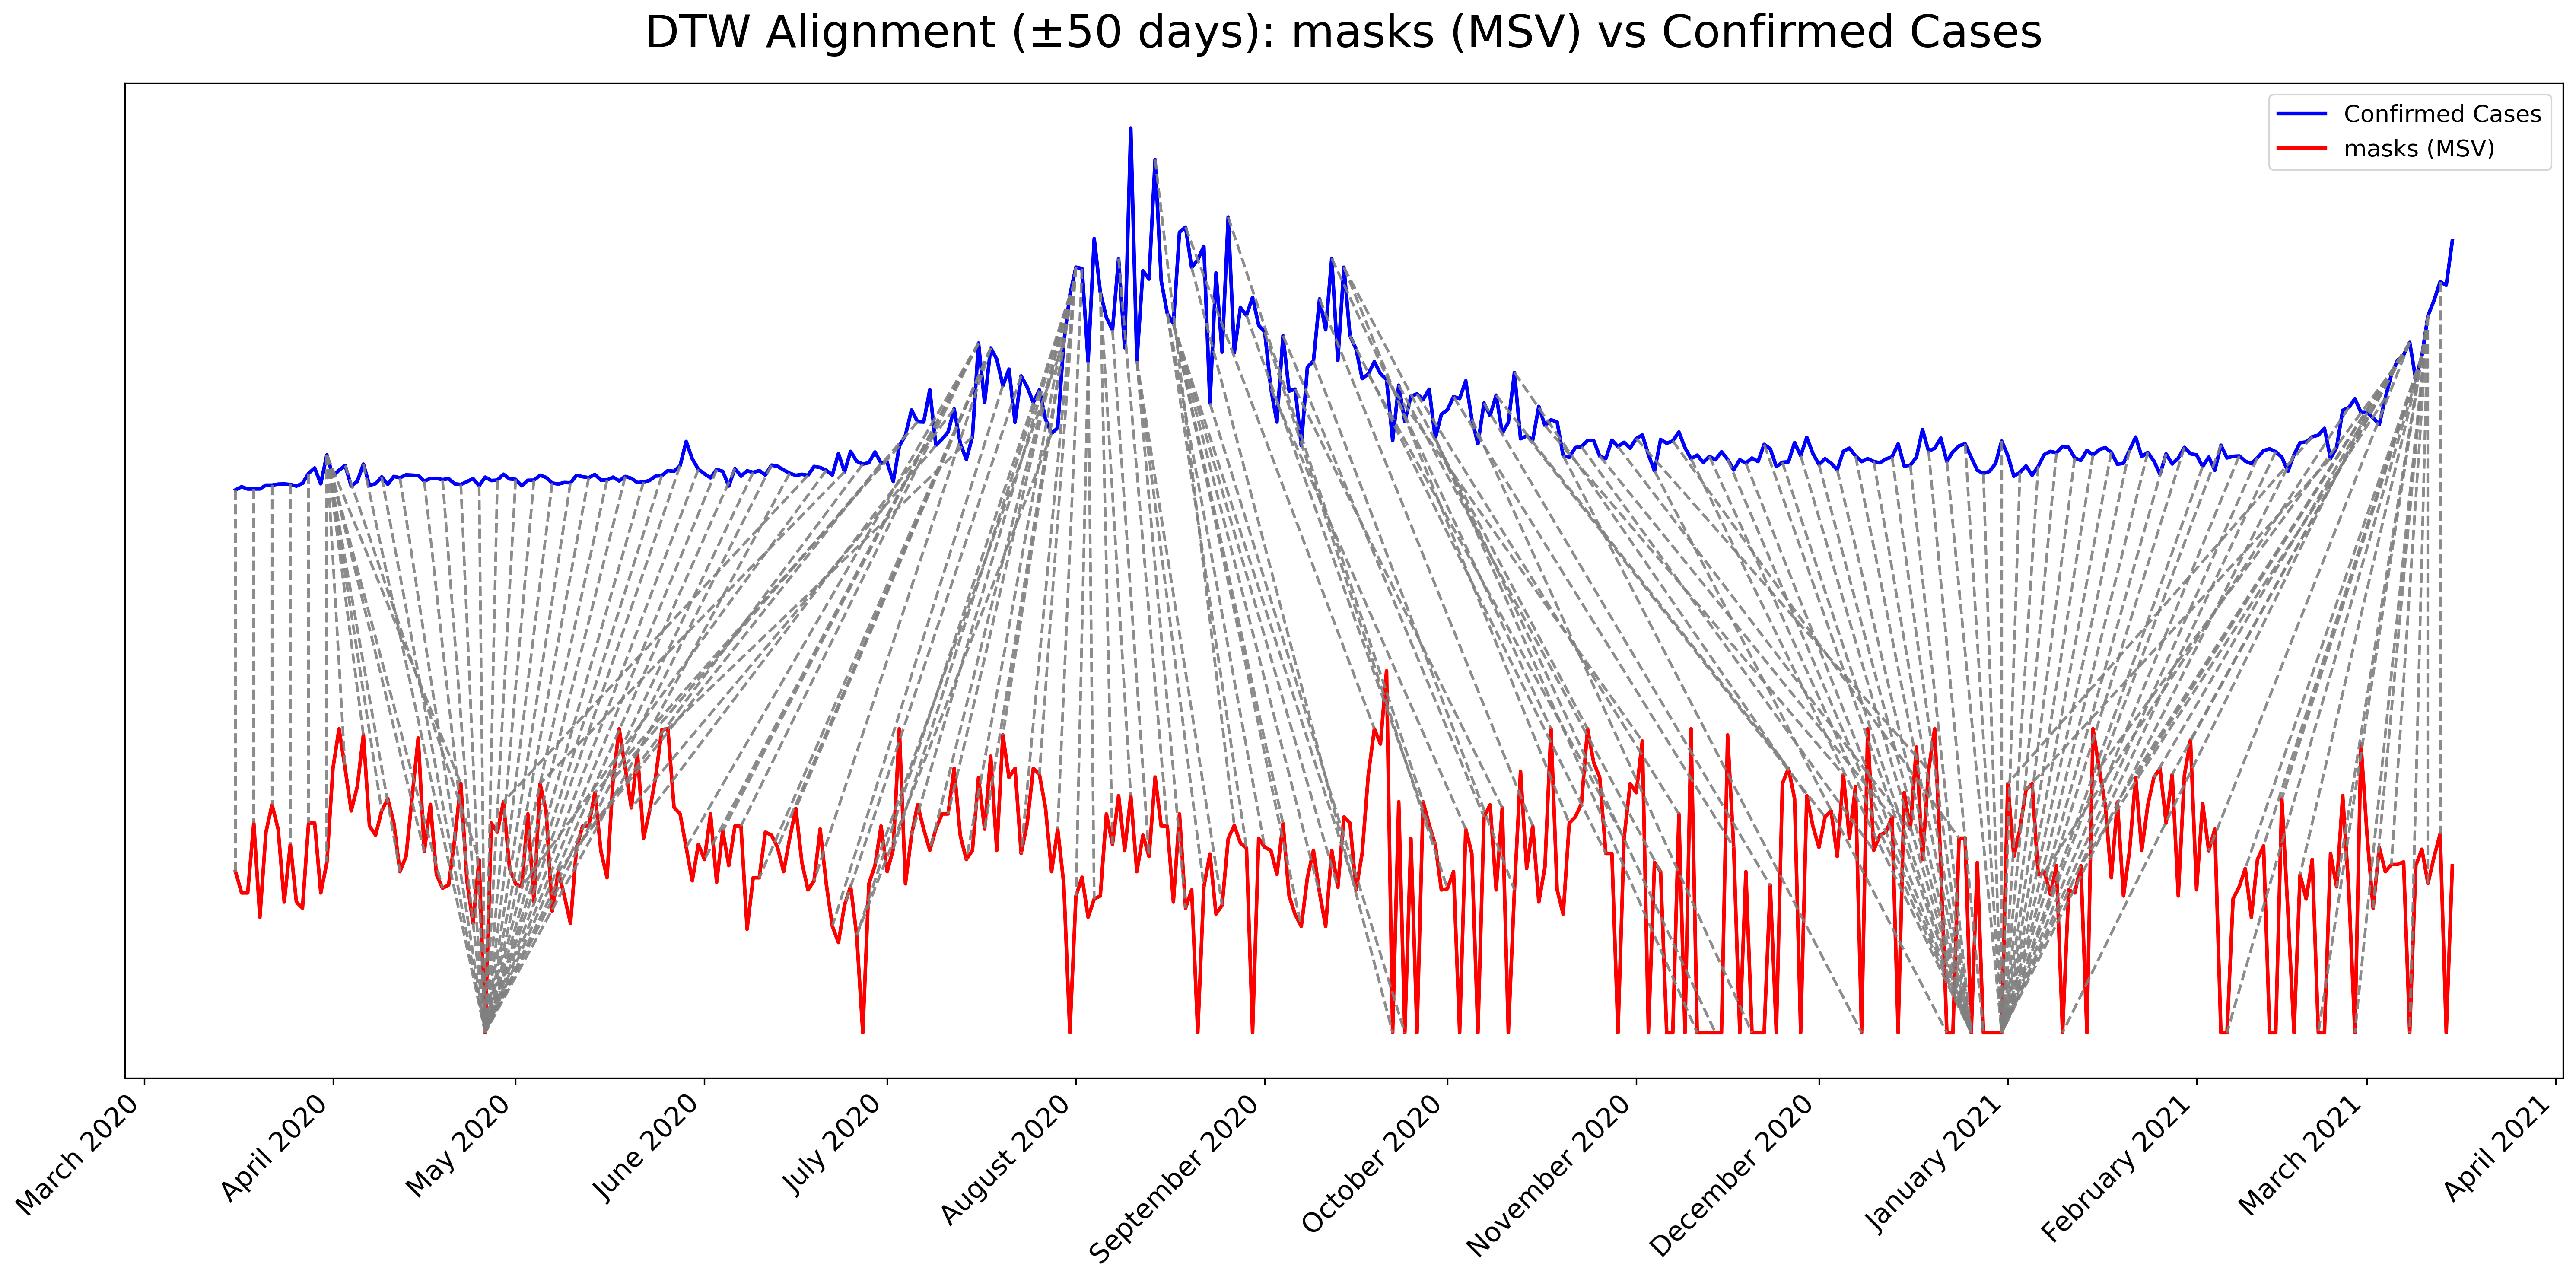 DTW Alignment (±50 days): masks (MSV) vs Confirmed Cases
Confirmed Cases
masks (MSV)
March 2020
April 2020
May 2020
June 2020
July 2020
August 2020
September 2020
October 2020
November 2020
December 2020
January 2021
February 2021
March 2021
April 2021